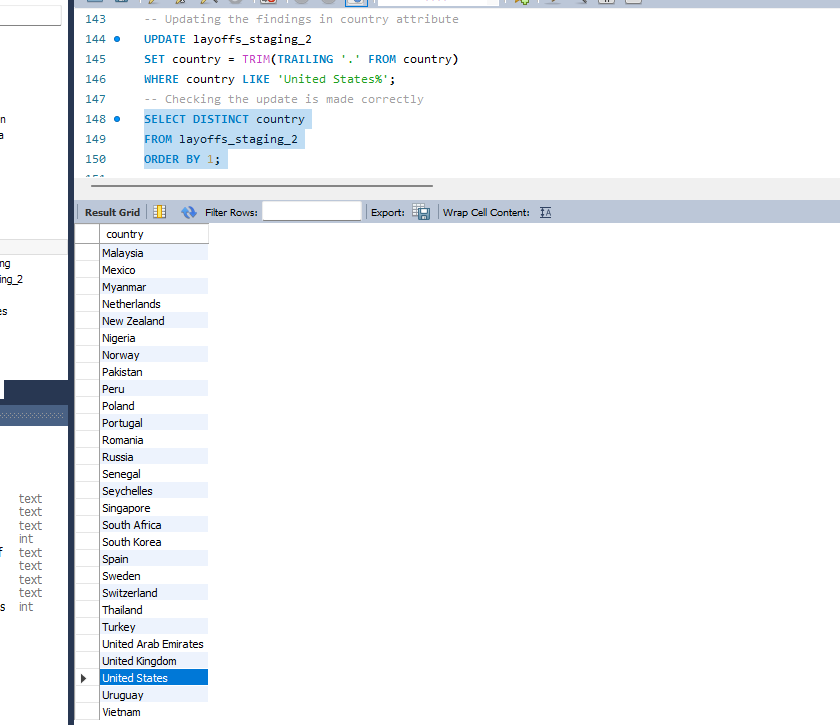 143 -- Updating the findings in country attribute
144 UPDATE layoffs_staging_2
145 SET country = TRIM(TRAILING '.' FROM country)
146 WHERE country LIKE 'United States%';
147 -- Checking the update is made correctly
148 SELECT DISTINCT country
149 FROM layoffs_staging_2
150 ORDER BY 1;
Result Grid Filter Rows: Export: Wrap Cell Content: IA
country
Malaysia
Mexico
Myanmar
Netherlands
New Zealand
Nigeria
Norway
Pakistan
Peru
Poland
Portugal
Romania
Russia
Senegal
Seychelles
Singapore
South Africa
South Korea
Spain
Sweden
Switzerland
Thailand
Turkey
United Arab Emirates
United Kingdom
United States
Uruguay
Vietnam
n
a
ng
ing_2
es
text
text
text
int
f text
text
text
text
s int